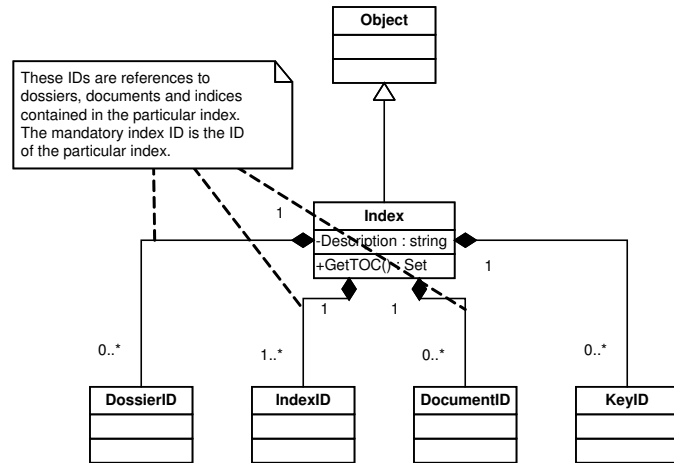 Object
These IDs are references to
dossiers, documents and indices
contained in the particular index.
The mandatory index ID is the ID
of the particular index.
1
Index
-Description : string
+GetTOC() : Set
1
1
1
0..*
1..*
0..*
0..*
DossierID
IndexID
DocumentID
KeyID